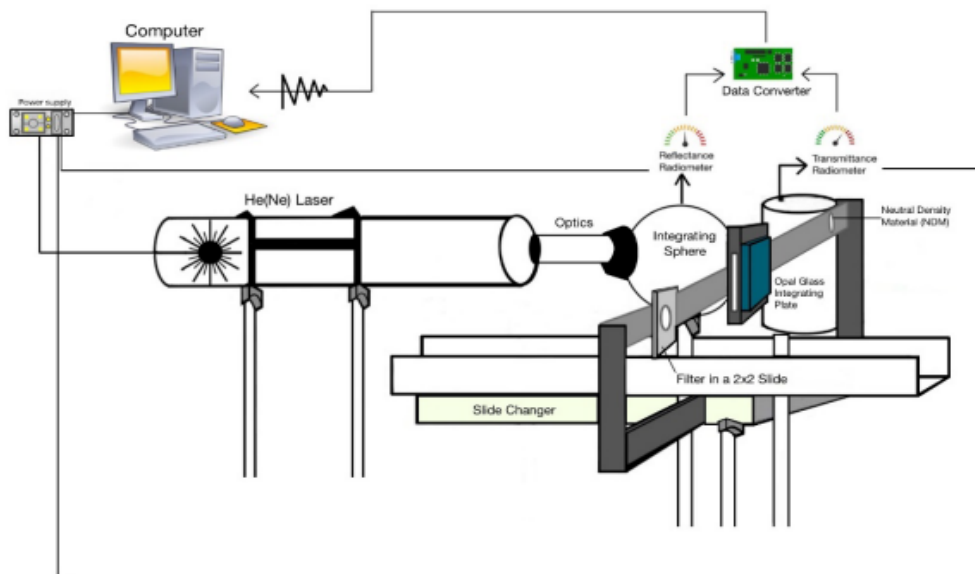 Computer
Power supply
Data Converter
Reflectance
Radiometer
Transmittance
Radiometer
He(Ne) Laser
Optics
Integrating
Sphere
Neutral Density
Material (NDM)
Opal Glass
Integrating
Plate
Filter in a 2x2 Slide
Slide Changer